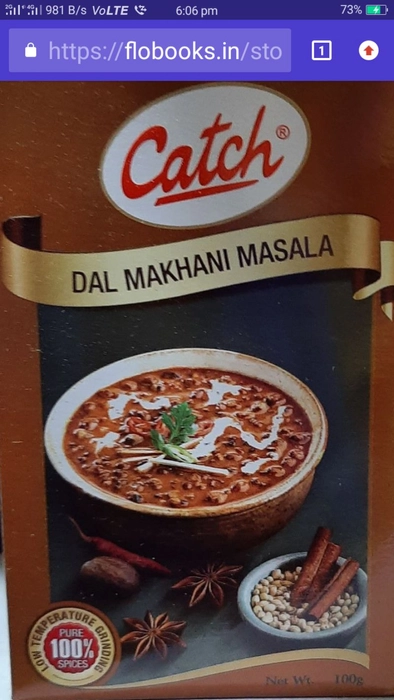 981 B/s VoLTE 6:06 pm 73%
https://flobooks.in/sto 1
Catch®
DAL MAKHANI MASALA
LOW TEMPERATURE GRINDING
PURE
100%
SPICES
Net Wt. 100g